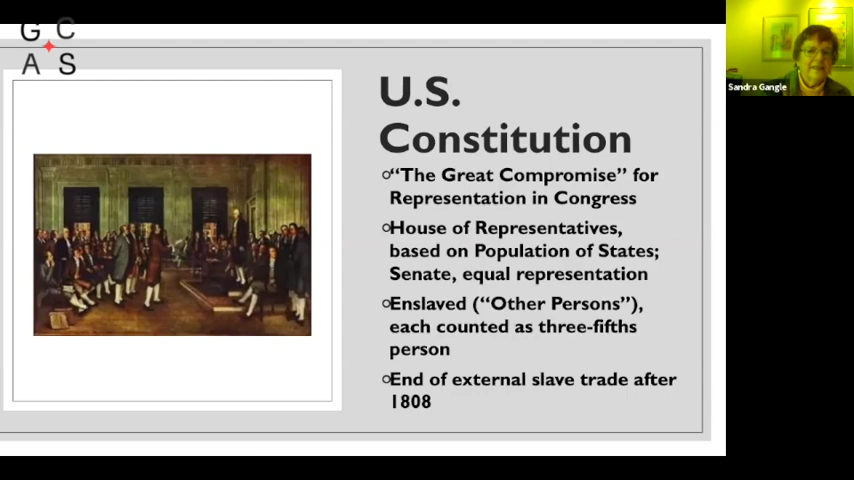 G C
A S
U.S.
Constitution
“The Great Compromise” for
Representation in Congress
House of Representatives,
based on Population of States;
Senate, equal representation
Enslaved (“Other Persons”),
each counted as three-fifths
person
End of external slave trade after
1808
Sandra Gangle